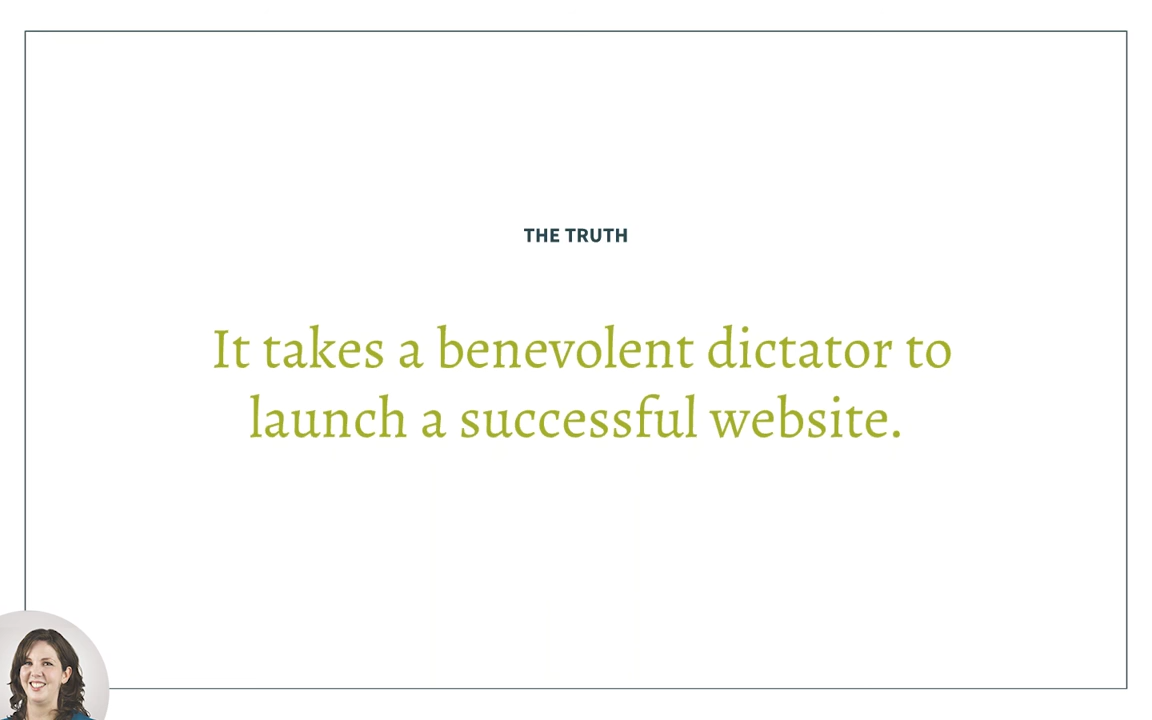 THE TRUTH
It takes a benevolent dictator to
launch a successful website.